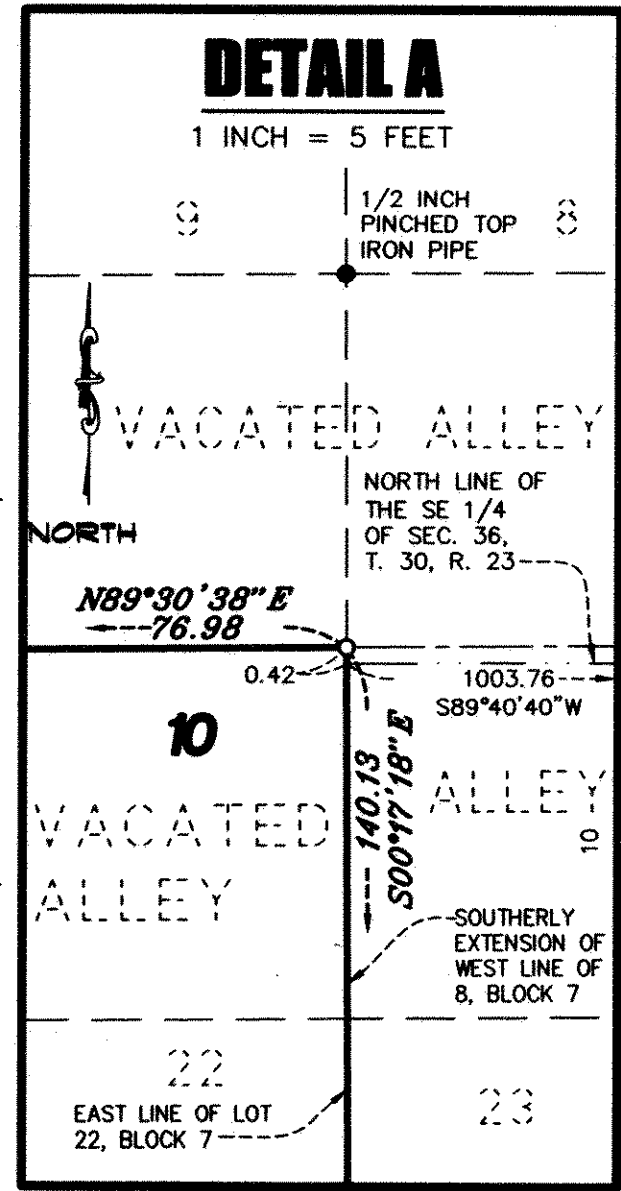 DETAIL A
1 INCH = 5 FEET
9
1/2 INCH
PINCHED TOP
IRON PIPE
8
VACATED ALLEY
NORTH
NORTH LINE OF
THE SE 1/4
OF SEC. 36,
T. 30, R. 23
N89°30'38"E
76.98
0.42
1003.76
S89°40'40"W
10
140.13
S00°17'18"E
VACATED
ALLEY
ALLEY
10
SOUTHERLY
EXTENSION OF
WEST LINE OF
8, BLOCK 7
22
EAST LINE OF LOT
22, BLOCK 7
23